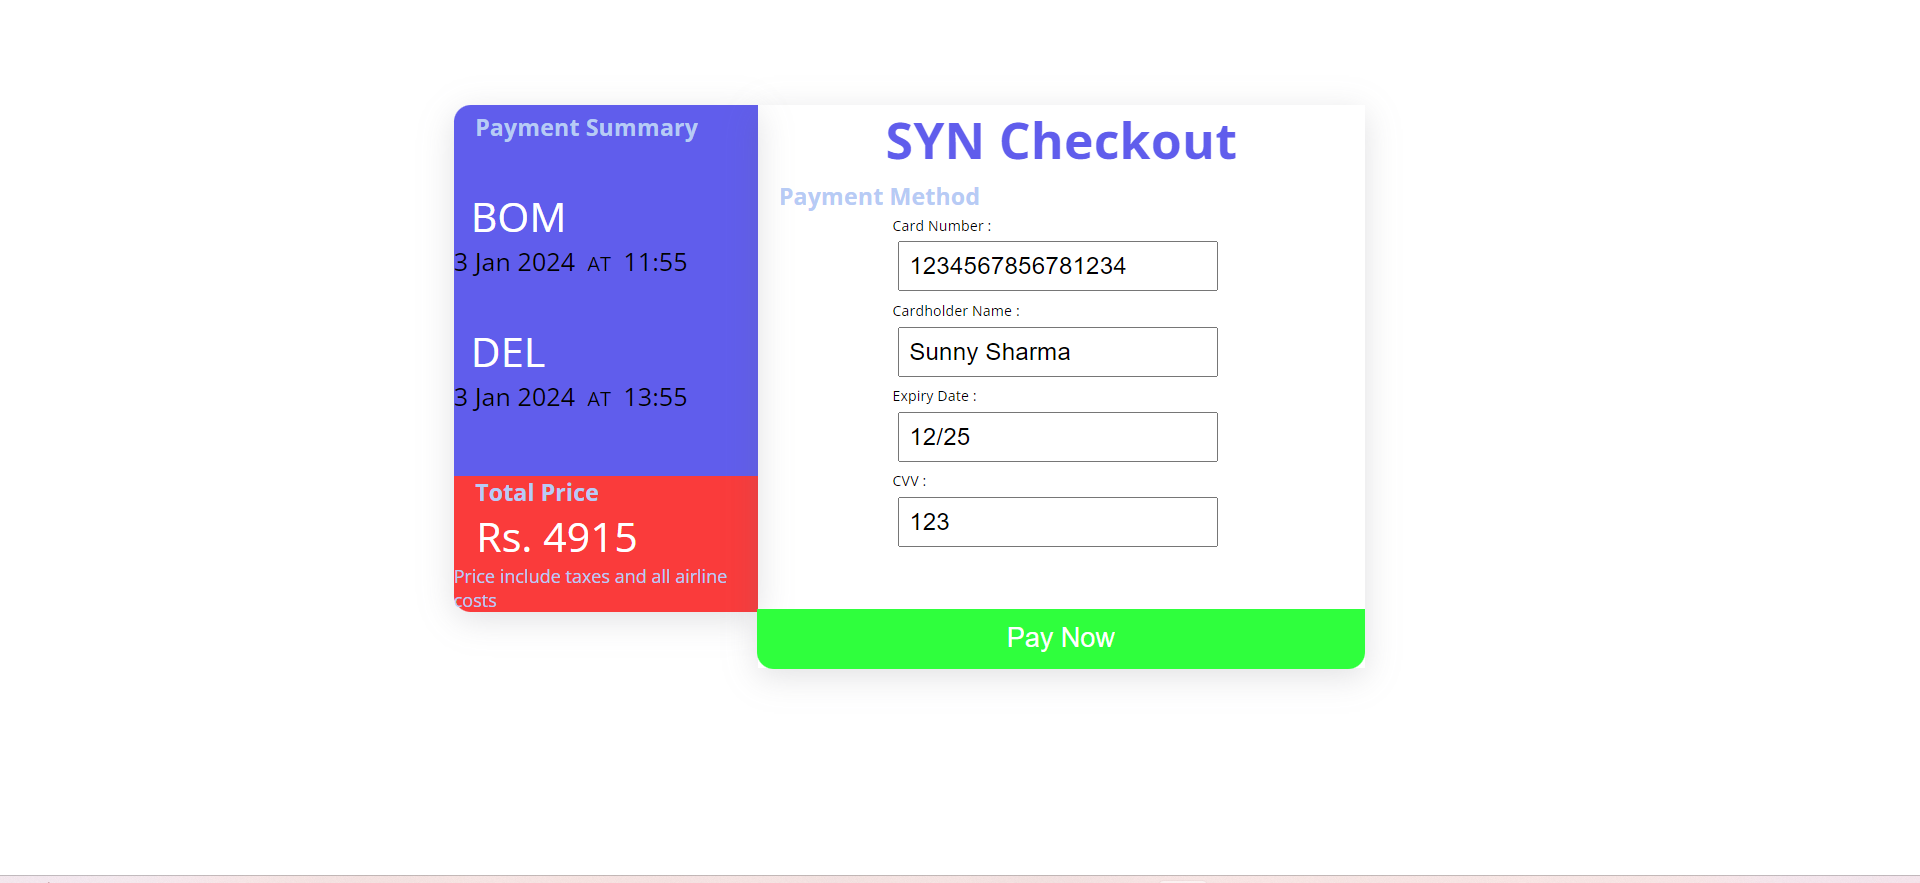 Payment Summary
BOM
3 Jan 2024 AT 11:55
DEL
3 Jan 2024 AT 13:55
Total Price
Rs. 4915
Price include taxes and all airline
costs
SYN Checkout
Payment Method
Card Number :
1234567856781234
Cardholder Name :
Sunny Sharma
Expiry Date :
12/25
CVV :
123
Pay Now